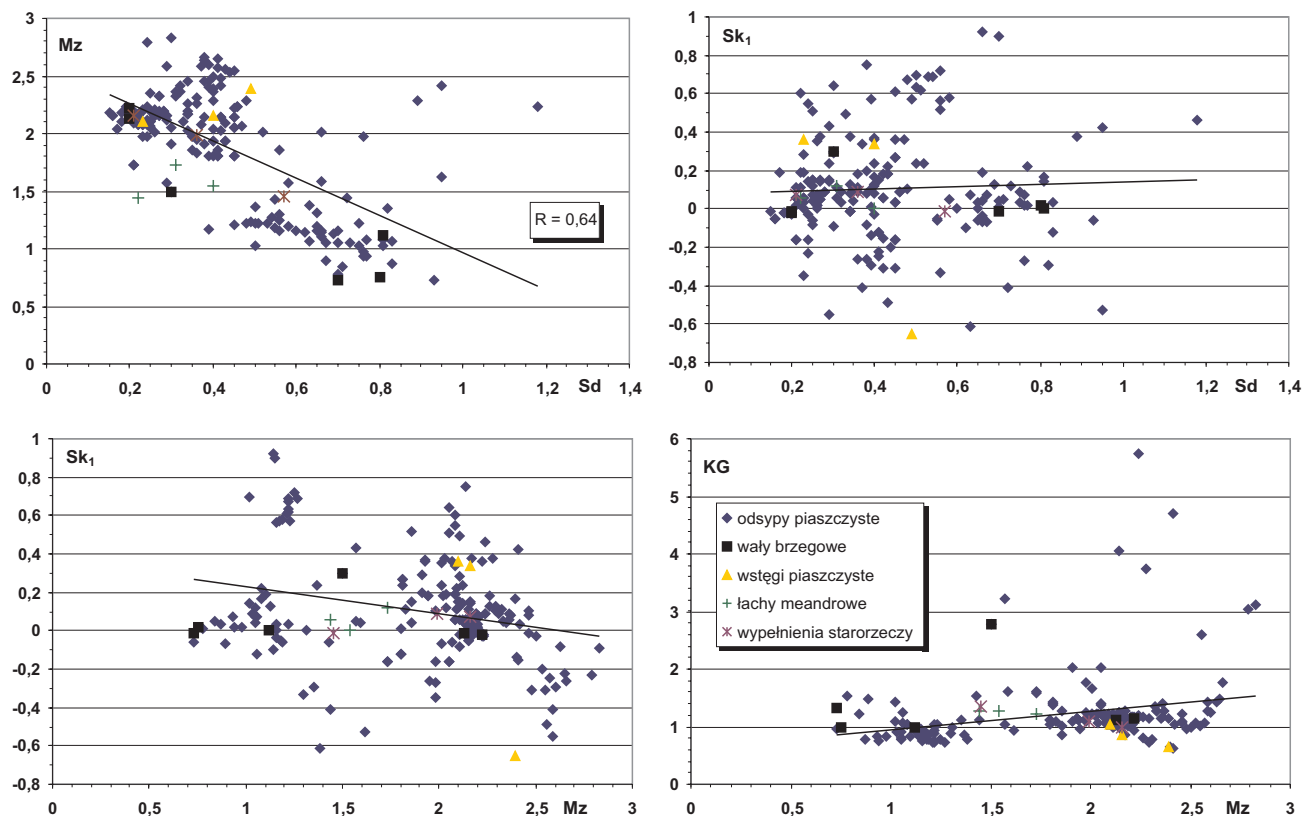 3
2,5
2
1,5
1
0,5
0
Mz
R = 0,64
0 0,2 0,4 0,6 0,8 1 Sd 1,2 1,4
1
0,8
0,6
0,4
0,2
0
-0,2
-0,4
-0,6
-0,8
Sk1
0 0,2 0,4 0,6 0,8 1 1,2 Sd 1,4
1
0,8
0,6
0,4
0,2
0
-0,2
-0,4
-0,6
-0,8
Sk1
0 0,5 1 1,5 2 2,5 Mz 3
6
5
4
3
2
1
0
KG
odsypy piaszczyste
wały brzegowe
wstęgi piaszczyste
łachy meandrowe
wypełnienia starorzeczy
0 0,5 1 1,5 2 2,5 Mz 3